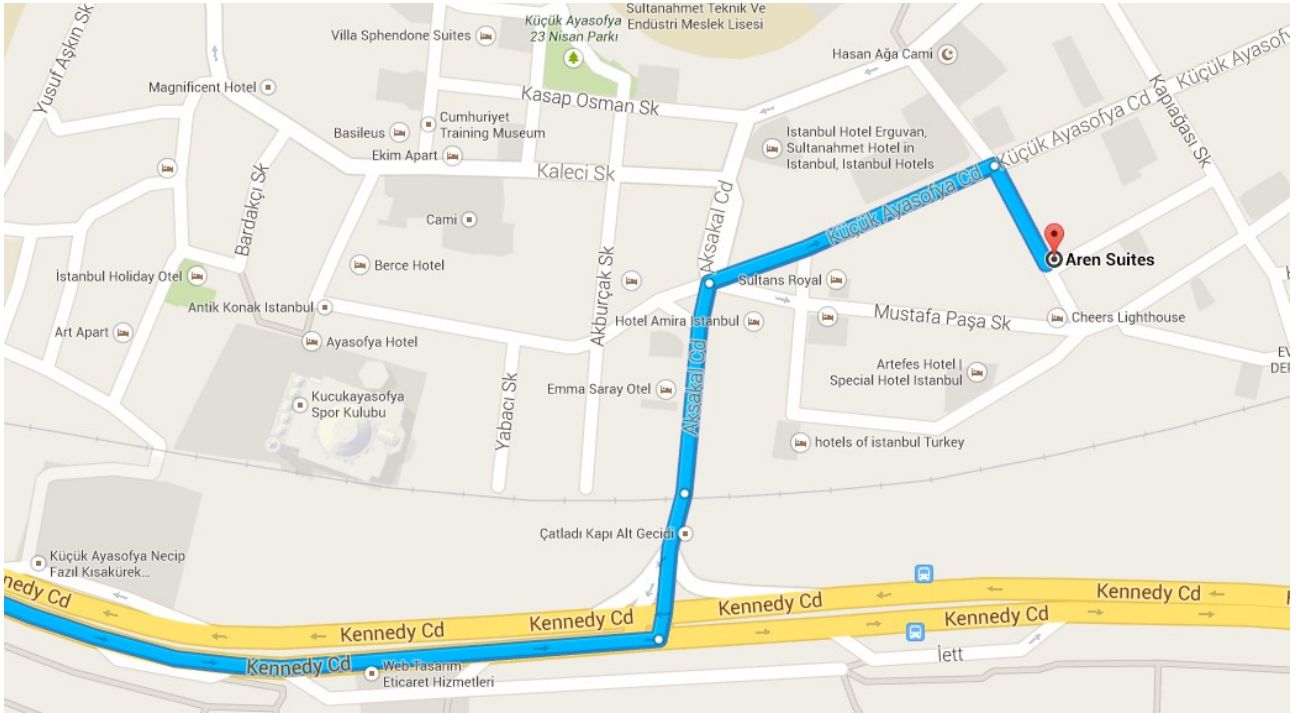 Sultanahmet Teknik Ve
Endüstri Meslek Lisesi
Küçük Ayasofya
23 Nisan Parkı
Villa Sphendone Suites
Hasan Ağa Cami
Yusuf Aşkın Sk
Magnificent Hotel
Kasap Osman Sk
Küçük Ayasofya
Kapıağası Sk
Cumhuriyet
Training Museum
Basileus
Ekim Apart
Istanbul Hotel Erguvan,
Sultanahmet Hotel in
Istanbul, Istanbul Hotels
Küçük Ayasofya Cd
Kaleci Sk
Küçük Ayasofya Cd
Aksakal Cd
Bardakçı Sk
Cami
Berce Hotel
Aren Suites
İstanbul Holiday Otel
Sultans Royal
Antik Konak Istanbul
Akburçak Sk
Hotel Amira Istanbul
Mustafa Paşa Sk
Cheers Lighthouse
Art Apart
Ayasofya Hotel
Aksakal Cd
Artefes Hotel |
Special Hotel Istanbul
Emma Saray Otel
Kucukayasofya
Spor Kulubu
Yabacı Sk
hotels of istanbul Turkey
Çatladı Kapı Alt Gecidi
Küçük Ayasofya Necip
Fazıl Kısakürek...
Kennedy Cd
Kennedy Cd
Kennedy Cd
Kennedy Cd
Kennedy Cd
Kennedy Cd
İett
Web Tasarım
Eticaret Hizmetleri